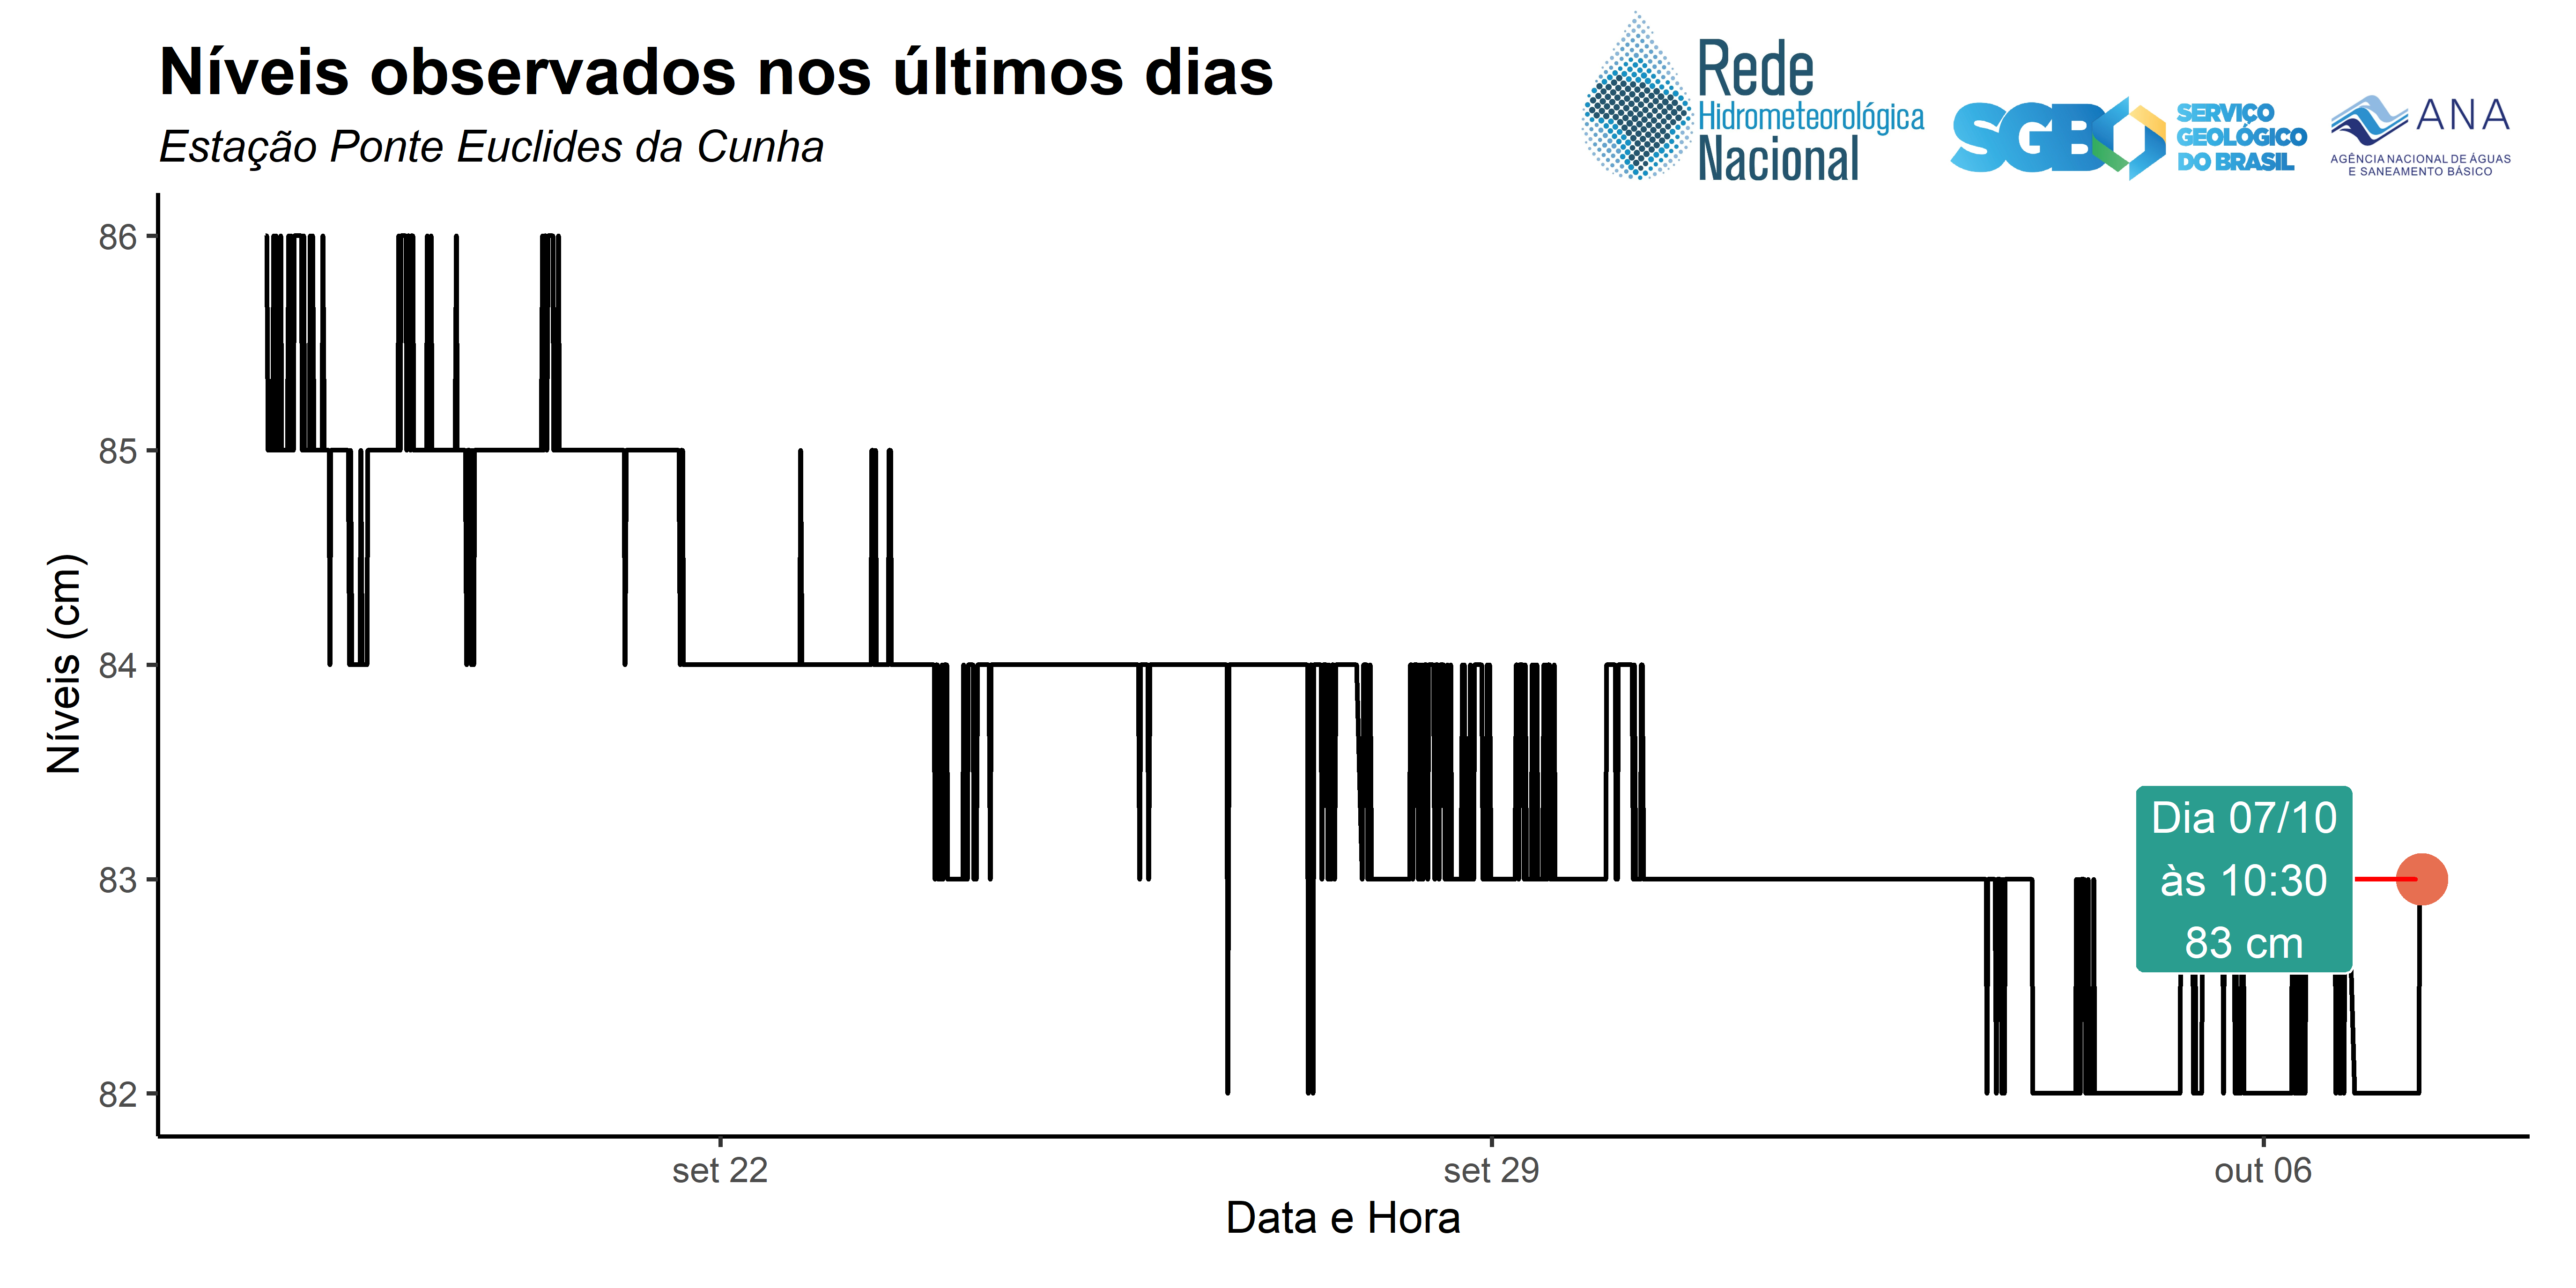 Níveis observados nos últimos dias
Estação Ponte Euclides da Cunha
Rede
Hidrometeorológica
Nacional
SGB
SERVIÇO
GEOLÓGICO
DO BRASIL
ANA
AGÊNCIA NACIONAL DE ÁGUAS
E SANEAMENTO BÁSICO
Níveis (cm)
86
85
84
83
82
Dia 07/10
às 10:30
83 cm
set 22
set 29
out 06
Data e Hora